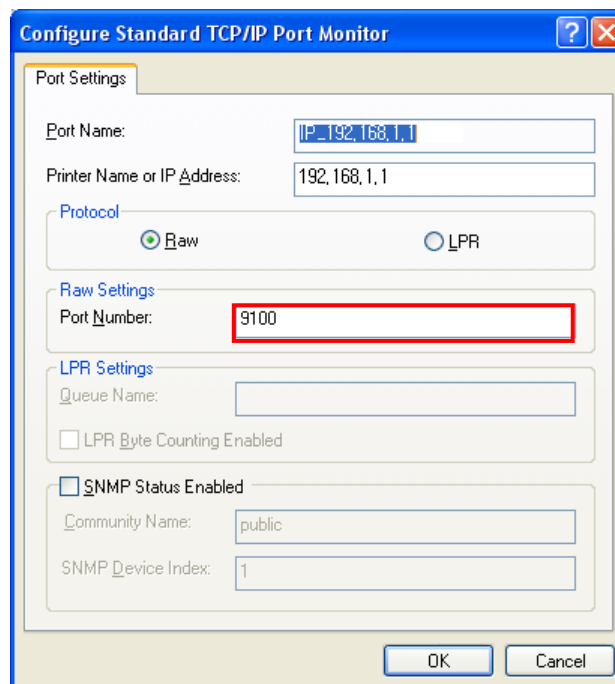 Configure Standard TCP/IP Port Monitor
Port Settings
Port Name: IP_192,168,1,1
Printer Name or IP Address: 192,168,1,1
Protocol
Raw LPR
Raw Settings
Port Number: 9100
LPR Settings
Queue Name:
LPR Byte Counting Enabled
SNMP Status Enabled
Community Name: public
SNMP Device Index: 1
OK Cancel